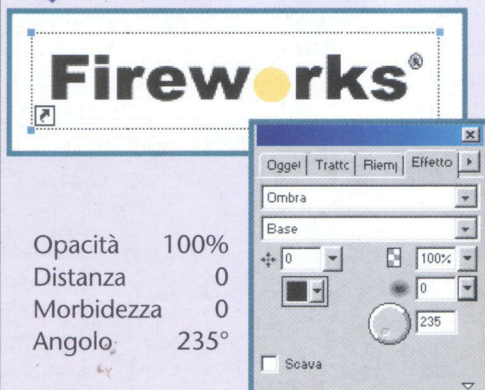 Fireworks®
Oggel Trattc Riemp Effetto
Ombra
Base
0 100%
0
235
Scava
Opacità 100%
Distanza 0
Morbidezza 0
Angolo 235°